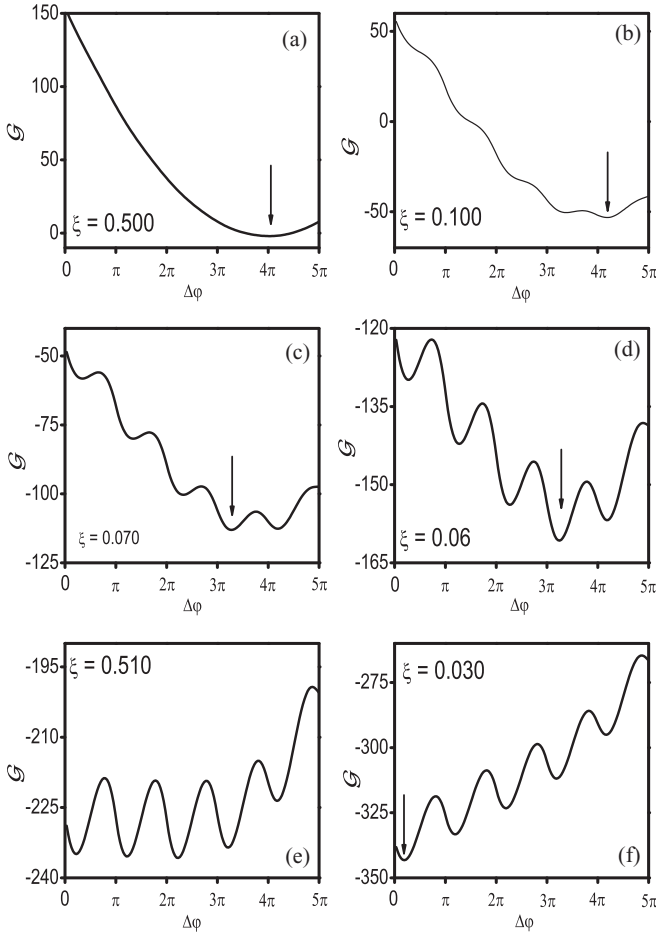 150
100
50
0
𝒢
(a)
ξ = 0.500
0 π 2π 3π 4π 5π
Δφ
50
0
-50
𝒢
(b)
ξ = 0.100
0 π 2π 3π 4π 5π
Δφ
-50
-75
-100
-125
𝒢
(c)
ξ = 0.070
0 π 2π 3π 4π 5π
Δφ
-120
-135
-150
-165
𝒢
(d)
ξ = 0.06
0 π 2π 3π 4π 5π
Δφ
-195
-210
-225
-240
𝒢
ξ = 0.510
(e)
0 π 2π 3π 4π 5π
Δφ
-275
-300
-325
-350
𝒢
ξ = 0.030
(f)
0 π 2π 3π 4π 5π
Δφ